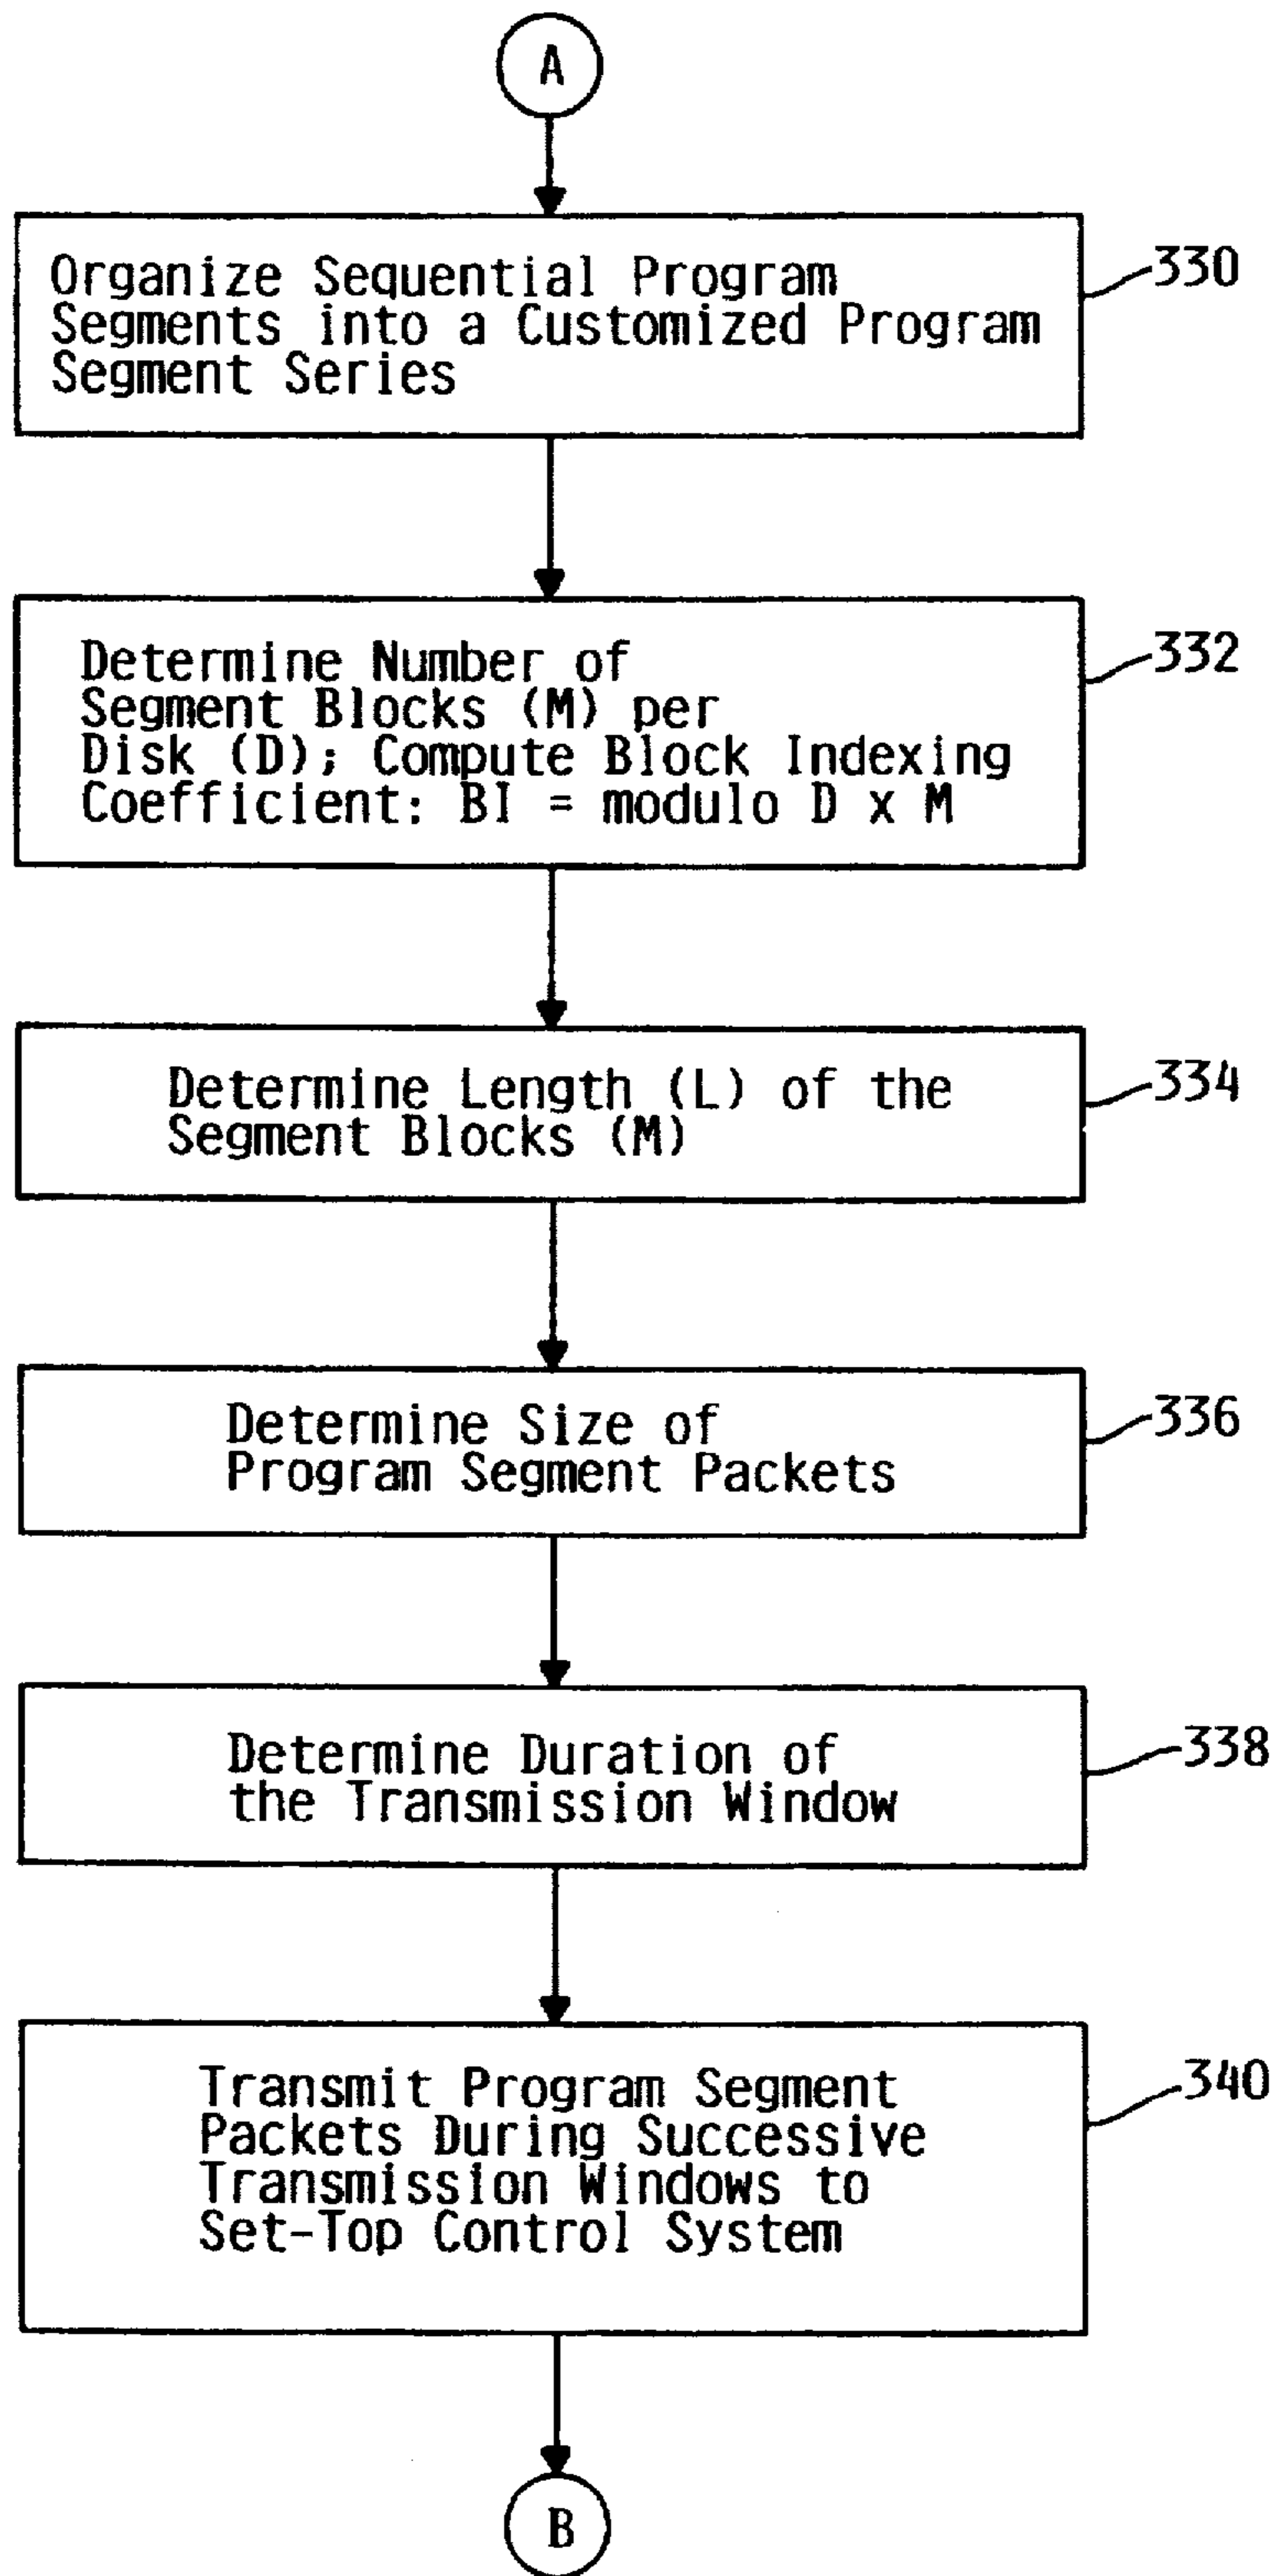 A
Organize Sequential Program
Segments into a Customized Program
Segment Series
330
Determine Number of
Segment Blocks (M) per
Disk (D); Compute Block Indexing
Coefficient: BI = modulo D x M
332
Determine Length (L) of the
Segment Blocks (M)
334
Determine Size of
Program Segment Packets
336
Determine Duration of
the Transmission Window
338
Transmit Program Segment
Packets During Successive
Transmission Windows to
Set-Top Control System
340
B